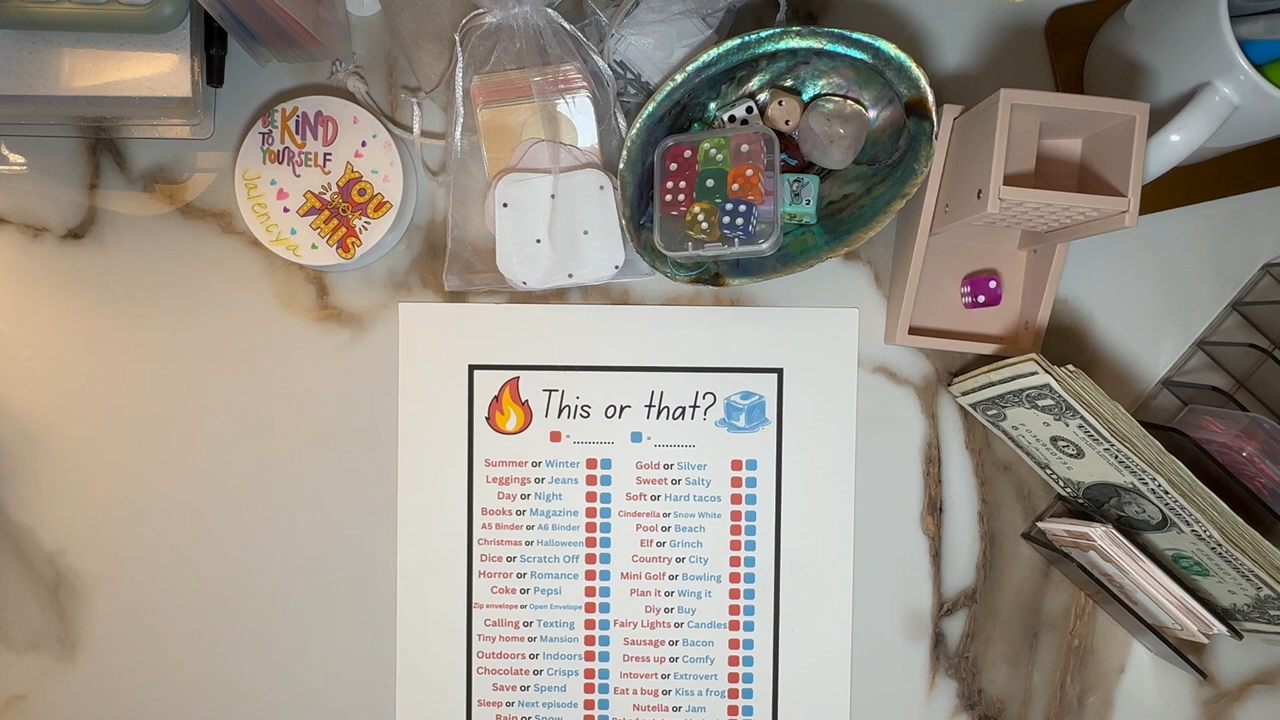 BE KIND
TO
YOURSELF
YOU
got
THIS
Jalencya
This or that?
= ...........
= ...........
Summer or Winter
Leggings or Jeans
Day or Night
Books or Magazine
A5 Binder or A6 Binder
Christmas or Halloween
Dice or Scratch Off
Horror or Romance
Coke or Pepsi
Zip envelope or Open Envelope
Calling or Texting
Tiny home or Mansion
Outdoors or Indoors
Chocolate or Crisps
Save or Spend
Sleep or Next episode
Rain or Snow
Gold or Silver
Sweet or Salty
Soft or Hard tacos
Cinderella or Snow White
Pool or Beach
Elf or Grinch
Country or City
Mini Golf or Bowling
Plan it or Wing it
Diy or Buy
Fairy Lights or Candles
Sausage or Bacon
Dress up or Comfy
Intovert or Extrovert
Eat a bug or Kiss a frog
Nutella or Jam
2